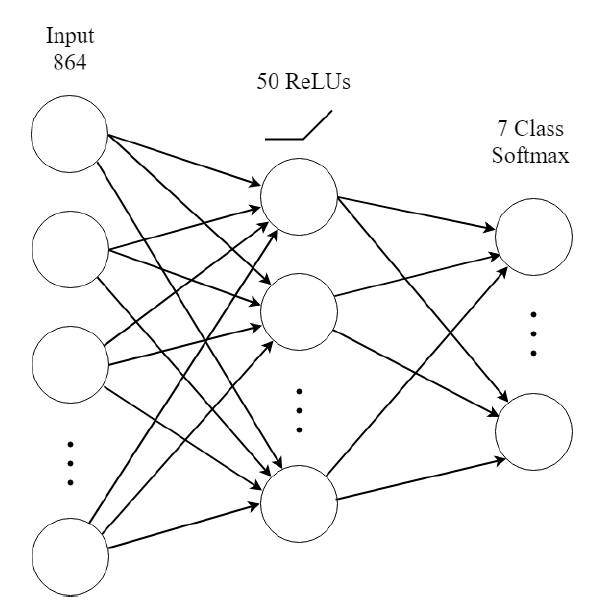 Input
864
50 ReLUs
7 Class
Softmax